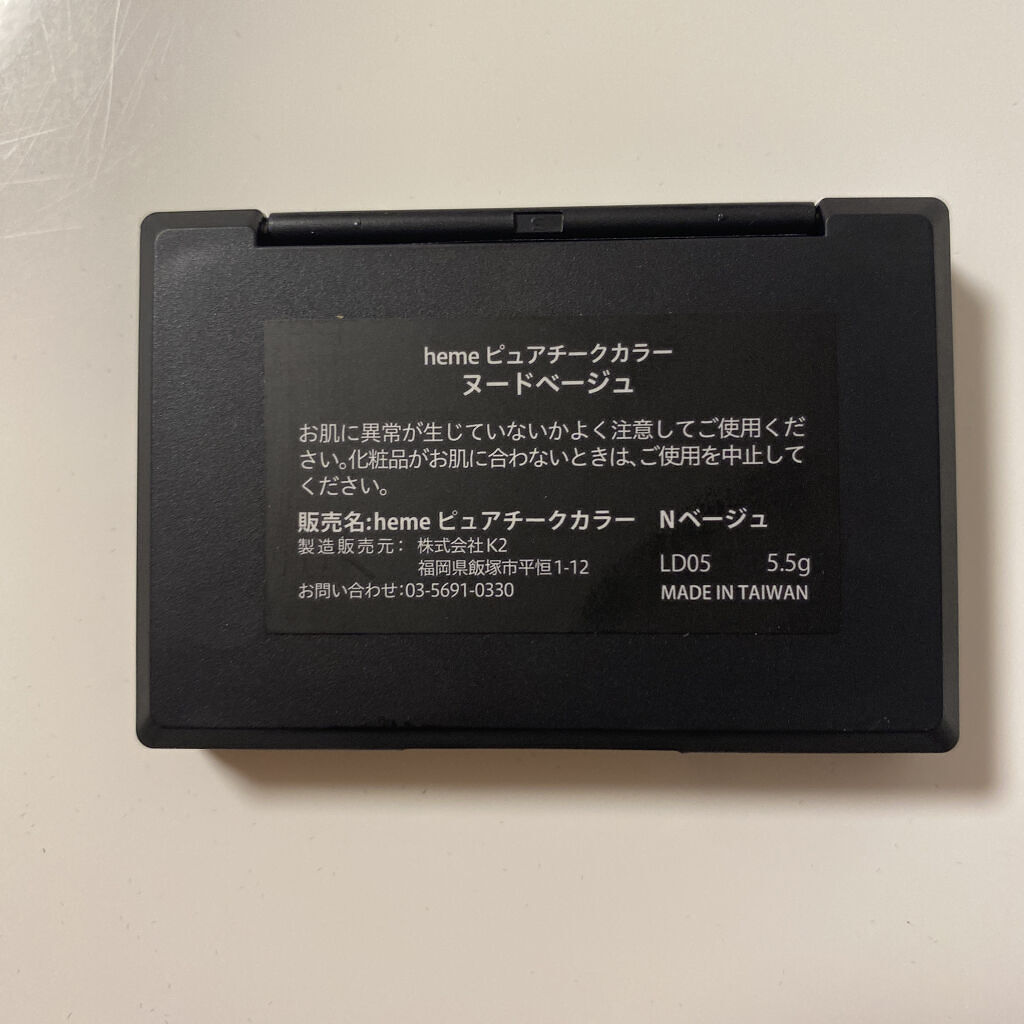 heme ピュアチークカラー
ヌードベージュ
お肌に異常が生じていないかよく注意してご使用くだ
さい。化粧品がお肌に合わないときは、ご使用を中止して
ください。
販売名:heme ピュアチークカラー Nベージュ
製造販売元: 株式会社K2
福岡県飯塚市平恒1-12
お問い合わせ:03-5691-0330
LD05 5.5g
MADE IN TAIWAN